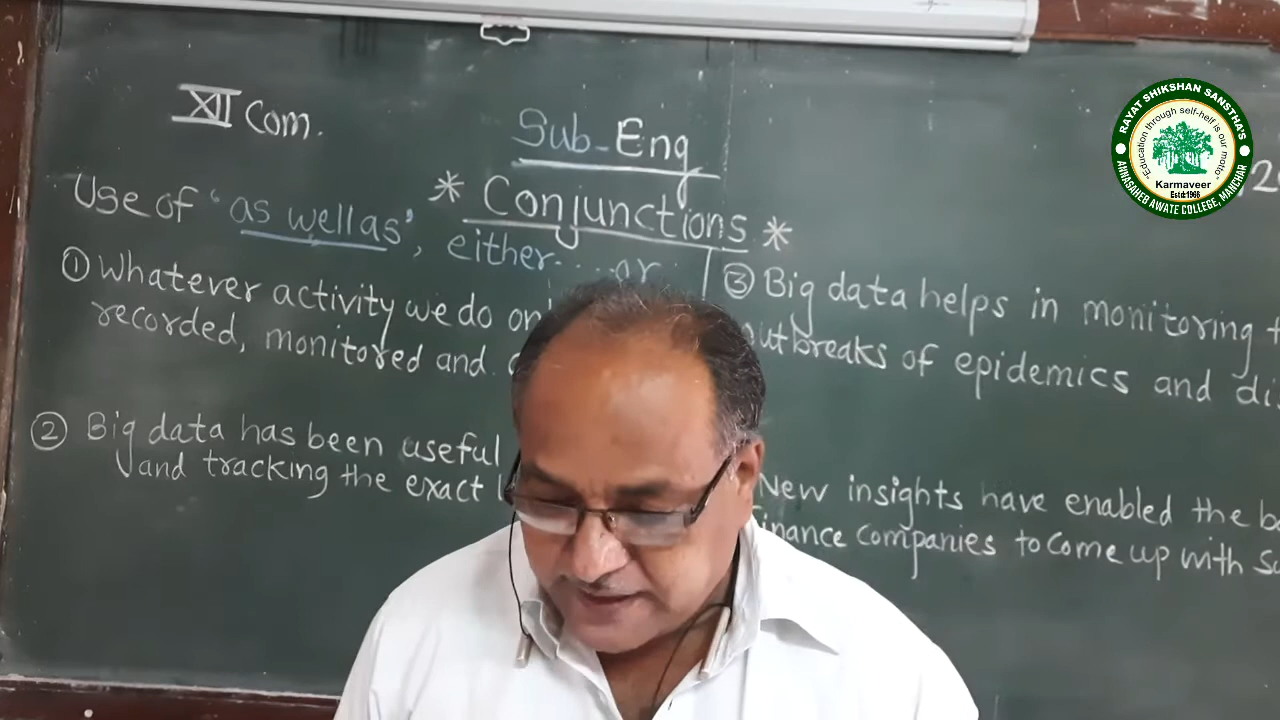 XII Com.
Sub-Eng
* Conjunctions *
Use of "as well as", either....or
① Whatever activity we do on
recorded, monitored and
② Big data has been useful
and tracking the exact
③ Big data helps in monitoring
outbreaks of epidemics and
New insights have enabled the
finance companies to come up with
RAYAT SHIKSHAN SANSTHA'S
"Education through self-help is our motto"
Karmaveer
Estd:1966
ANNASAHEB AWATE COLLEGE, MANCHAR